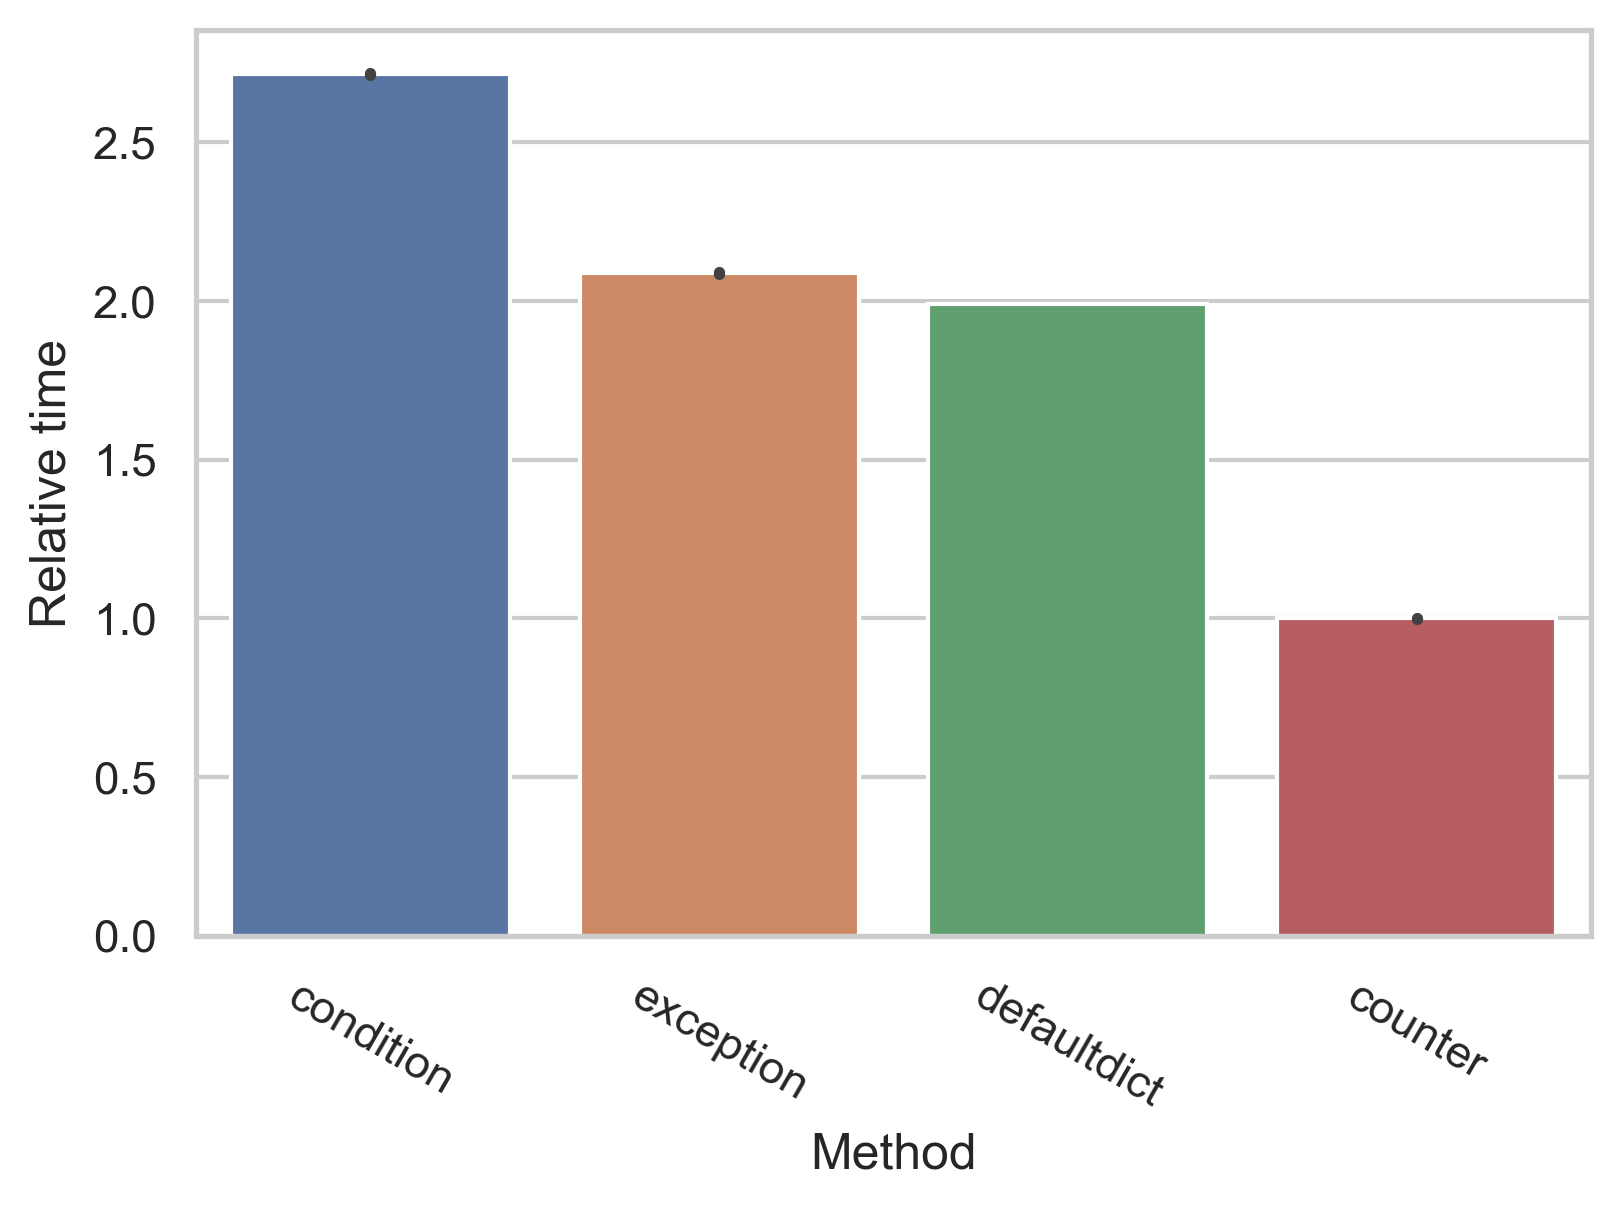 Relative time
2.5
2.0
1.5
1.0
0.5
0.0
condition
exception
defaultdict
counter
Method